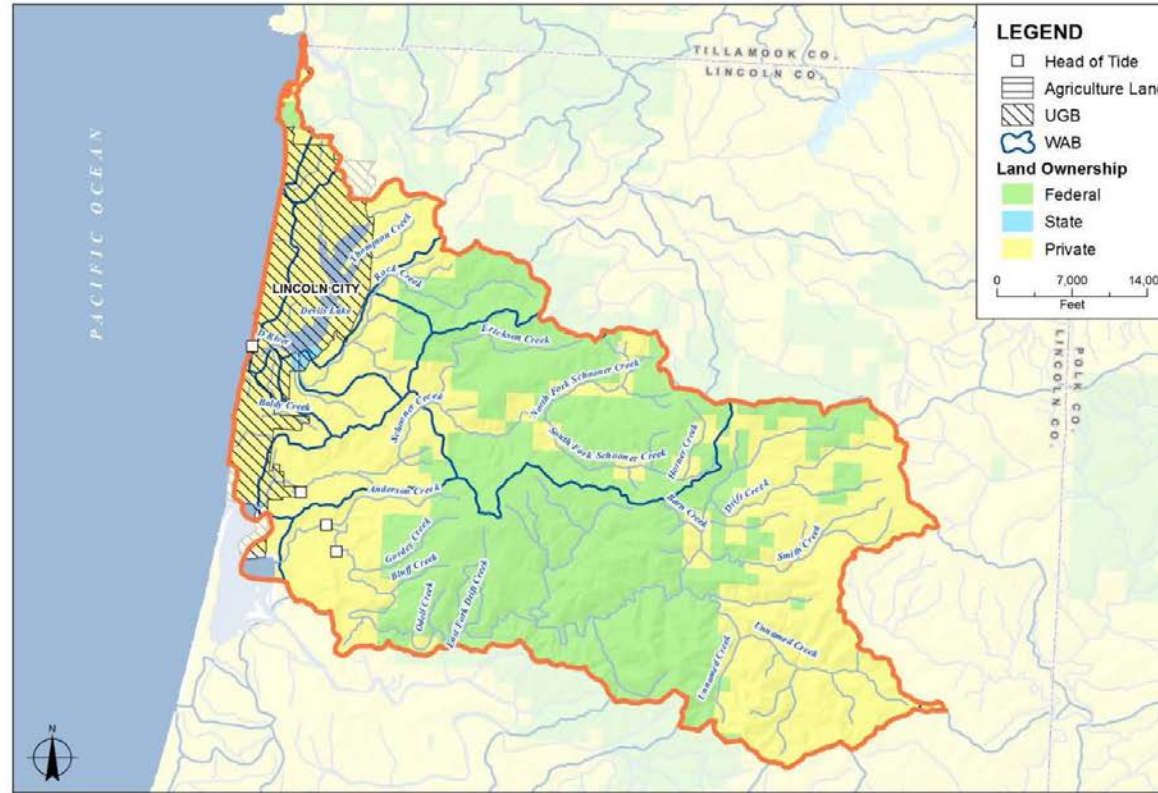 PACIFIC OCEAN
TILLAMOOK CO.
LINCOLN CO.
LEGEND
Head of Tide
Agriculture Land
UGB
WAB
Land Ownership
Federal
State
Private
0 7,000 14,00
Feet
POLK CO.
LINCOLN CO.
Thompson Creek
Rock Creek
LINCOLN CITY
Devils Lake
D River
Erickson Creek
Baldy Creek
Schooner Creek
North Fork Schooner Creek
South Fork Schooner Creek
Horner Creek
Anderson Creek
Barn Creek
Drift Creek
Smith Creek
Gordey Creek
Bluff Creek
Odell Creek
East Fork Drift Creek
Unnamed Creek
Unnamed Creek
N